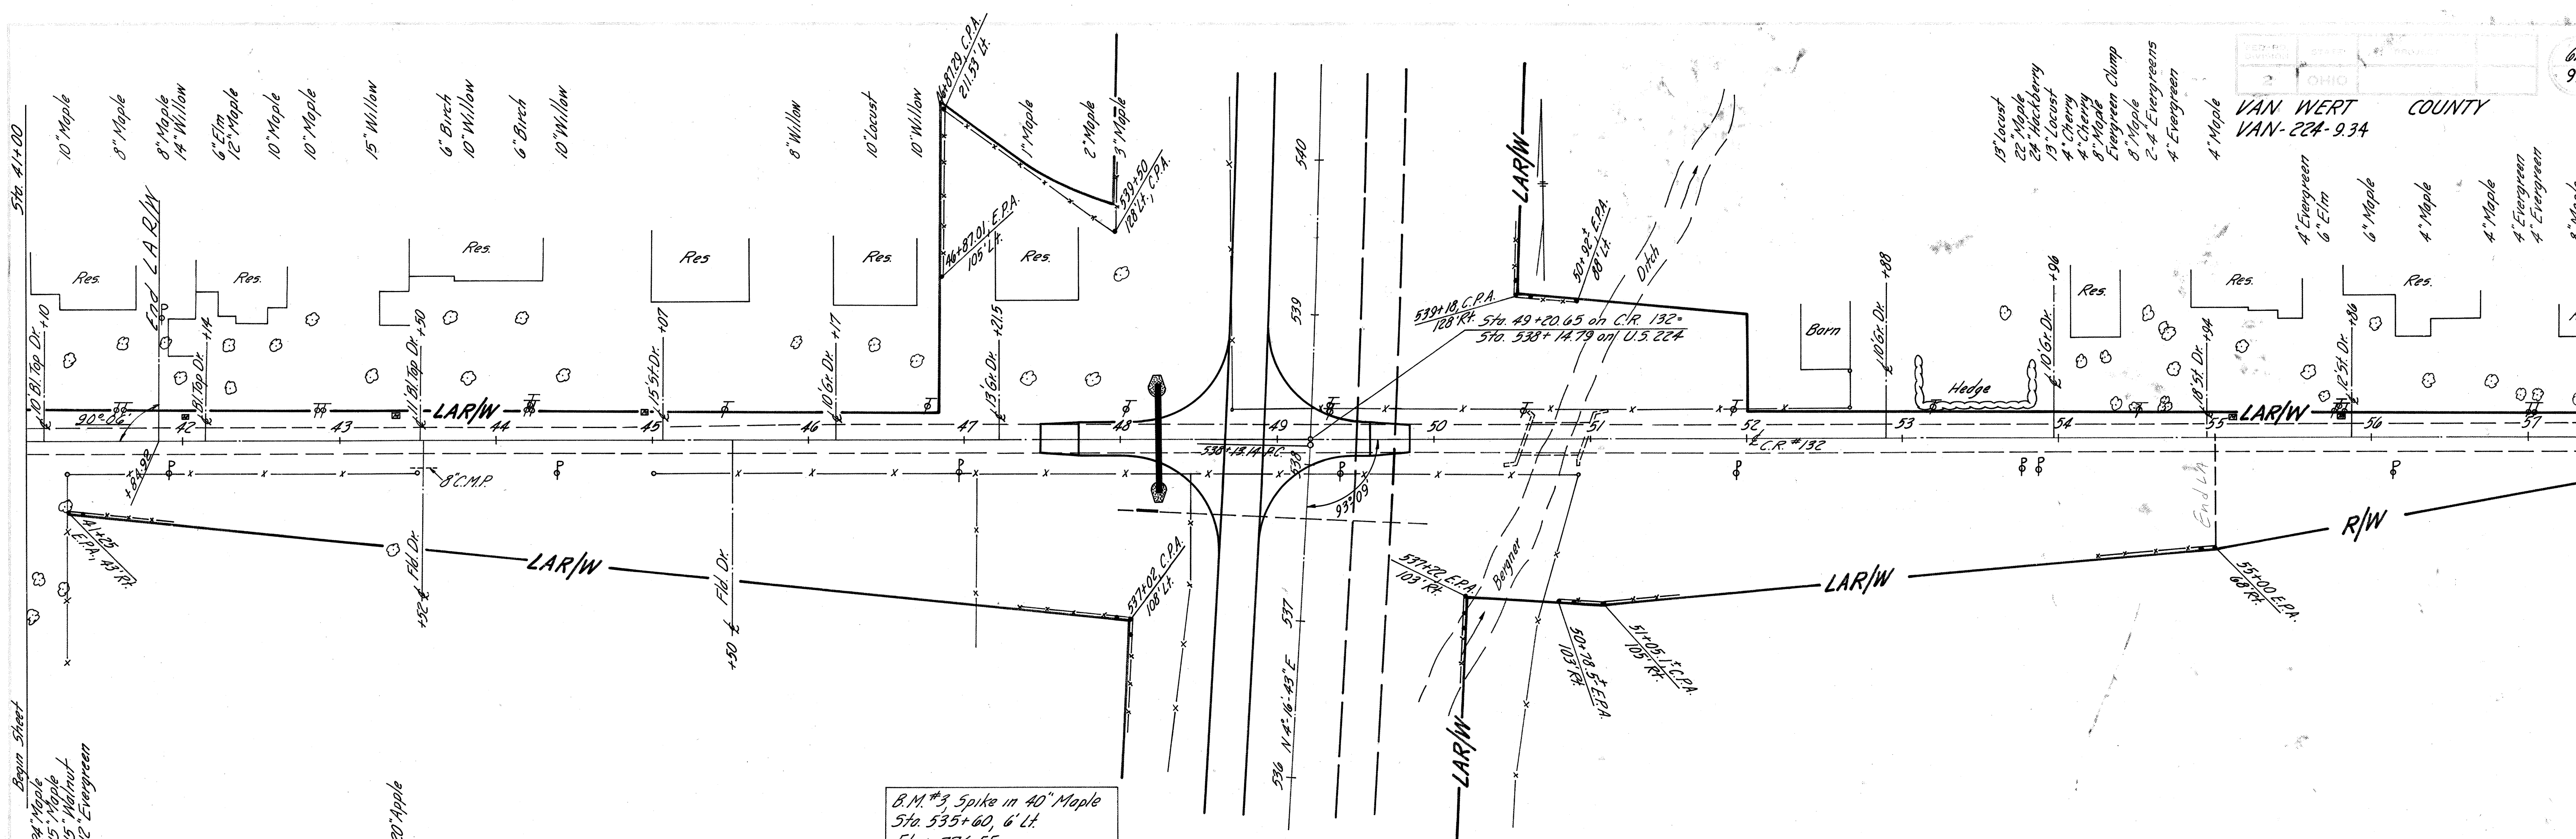 VAN WERT COUNTY
VAN-224-9.34
OHIO
Sta. 41+00
Begin Sheet
10" Maple
8" Maple
8" Maple
14" Willow
6" Elm
12" Maple
10" Maple
10" Maple
15" Willow
6" Birch
10" Willow
6" Birch
10" Willow
8" Willow
10" Locust
10" Willow
1" Maple
2" Maple
3" Maple
13" Locust
22" Maple
24" Hackberry
13" Locust
4" Cherry
4" Cherry
8" Maple
Evergreen Clump
8" Maple
2-4" Evergreens
4" Evergreen
4" Maple
4" Evergreen
6" Elm
6" Maple
4" Maple
4" Maple
4" Evergreen
4" Evergreen
46+87.29, C.P.A.
211.53' Lt.
539+50
128' Lt., C.P.A.
46+87.01, E.P.A.
105' Lt.
End LA R/W
Res.
Res.
Res.
Res
Res.
Res.
Barn
Res.
Res.
Res.
Hedge
Ditch
10' Bl. Top Dr. +10
Bl. Top Dr. +14
11' Bl. Top Dr. +50
15' St. Dr. +07
10' Gr. Dr. +17
13' Gr. Dr. +21.5
10' Gr. Dr. +88
10' Gr. Dr. +96
18' St. Dr. +94
12' St. Dr. +86
LAR/W
50+92± E.P.A.
88' Lt.
539+18, C.P.A.
128' Rt.
Sta. 49+20.65 on C.R. 132=
Sta. 538+14.79 on U.S. 224
90°-06'
LAR/W
LAR/W
42 43 44 45 46 47 48 49 50 51 52 53 54 55 56 57
C.R. #132
540
539
538
537
536
N 4°-16'-43" E
538+13.14 P.C.
93°-09'
+84.92
8" C.M.P.
41+25
E.P.A., 43' Rt.
+52 Fld. Dr.
Fld. Dr.
+50
LAR/W
537+02, C.P.A.
108' Lt.
537+22, E.P.A.
103' Rt.
Bergner
50+78.5± E.P.A.
103' Rt.
51+05.1± C.P.A.
105' Rt.
LAR/W
LAR/W
End LA
R/W
55+00 E.P.A.
68' Rt.
24" Maple
15" Maple
15" Walnut
12" Evergreen
20" Apple
B.M. #3, Spike in 40" Maple
Sta. 535+60, 6' Lt.